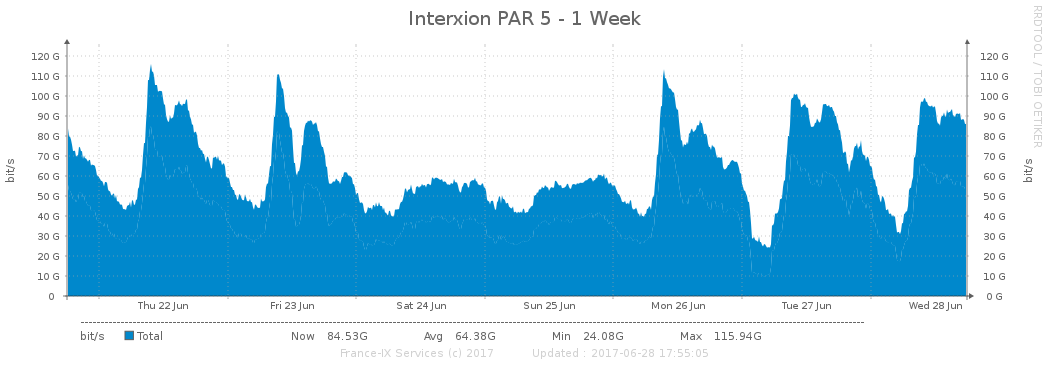 Interxion PAR 5 - 1 Week
RRDTOOL / TOBI OETIKER
bit/s
120 G 120 G
110 G 110 G
100 G 100 G
90 G 90 G
80 G 80 G
70 G 70 G
60 G 60 G
50 G 50 G
40 G 40 G
30 G 30 G
20 G 20 G
10 G 10 G
0 0 G
bit/s
Thu 22 Jun Fri 23 Jun Sat 24 Jun Sun 25 Jun Mon 26 Jun Tue 27 Jun Wed 28 Jun
bit/s Total Now 84.53G Avg 64.38G Min 24.08G Max 115.94G
France-IX Services (c) 2017 Updated : 2017-06-28 17:55:05